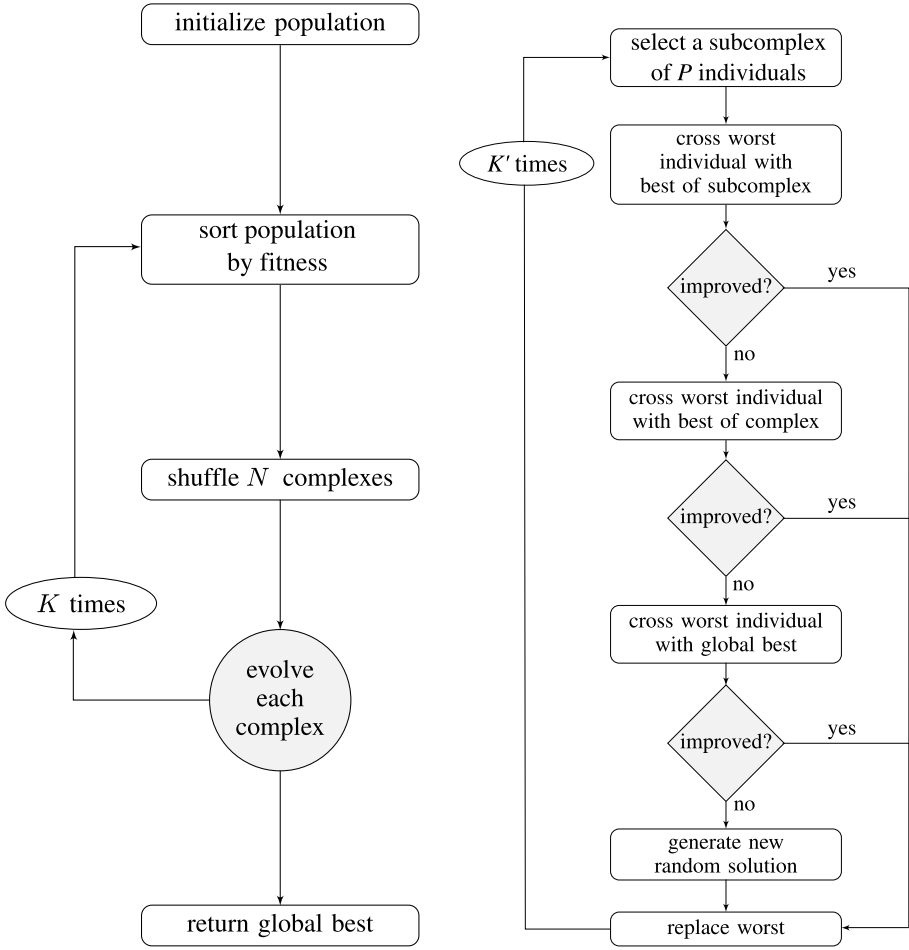 initialize population
sort population
by fitness
shuffle N complexes
K times
evolve
each
complex
return global best
select a subcomplex
of P individuals
K' times
cross worst
individual with
best of subcomplex
improved?
yes
no
cross worst individual
with best of complex
improved?
yes
no
cross worst individual
with global best
improved?
yes
no
generate new
random solution
replace worst